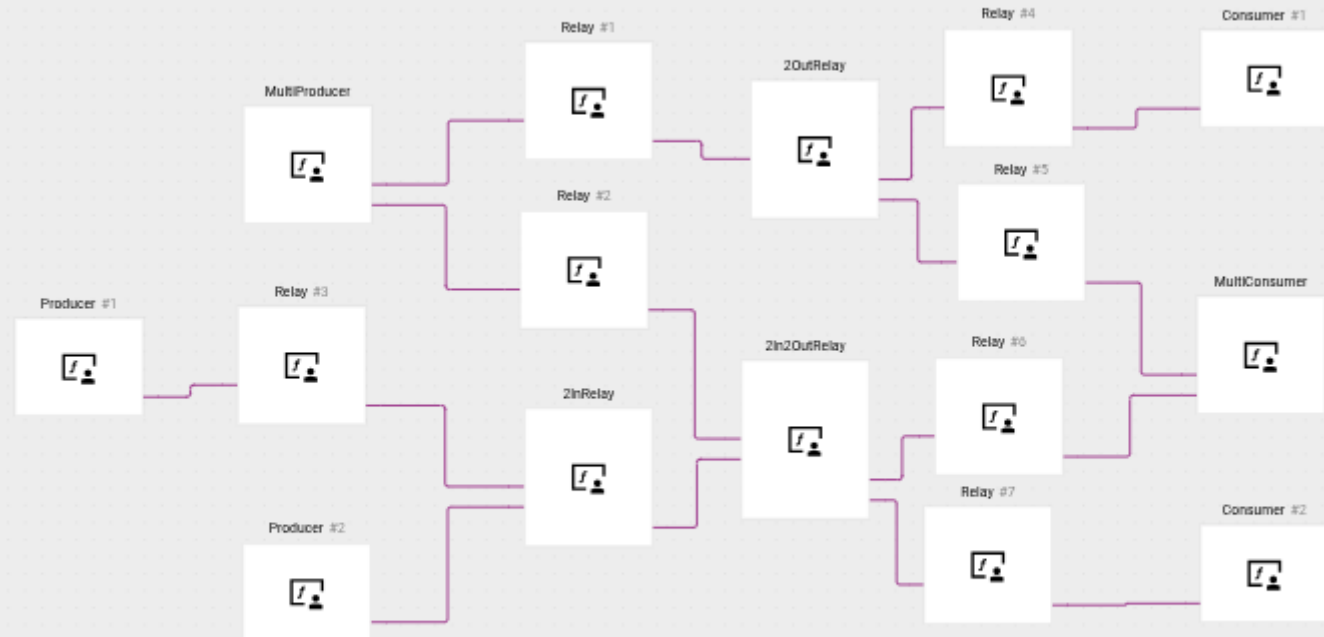 Relay #4
Consumer #1
Relay #1
2OutRelay
MultiProducer
Relay #5
Relay #2
MultiConsumer
Relay #3
Producer #1
Relay #6
2In2OutRelay
2InRelay
Relay #7
Consumer #2
Producer #2